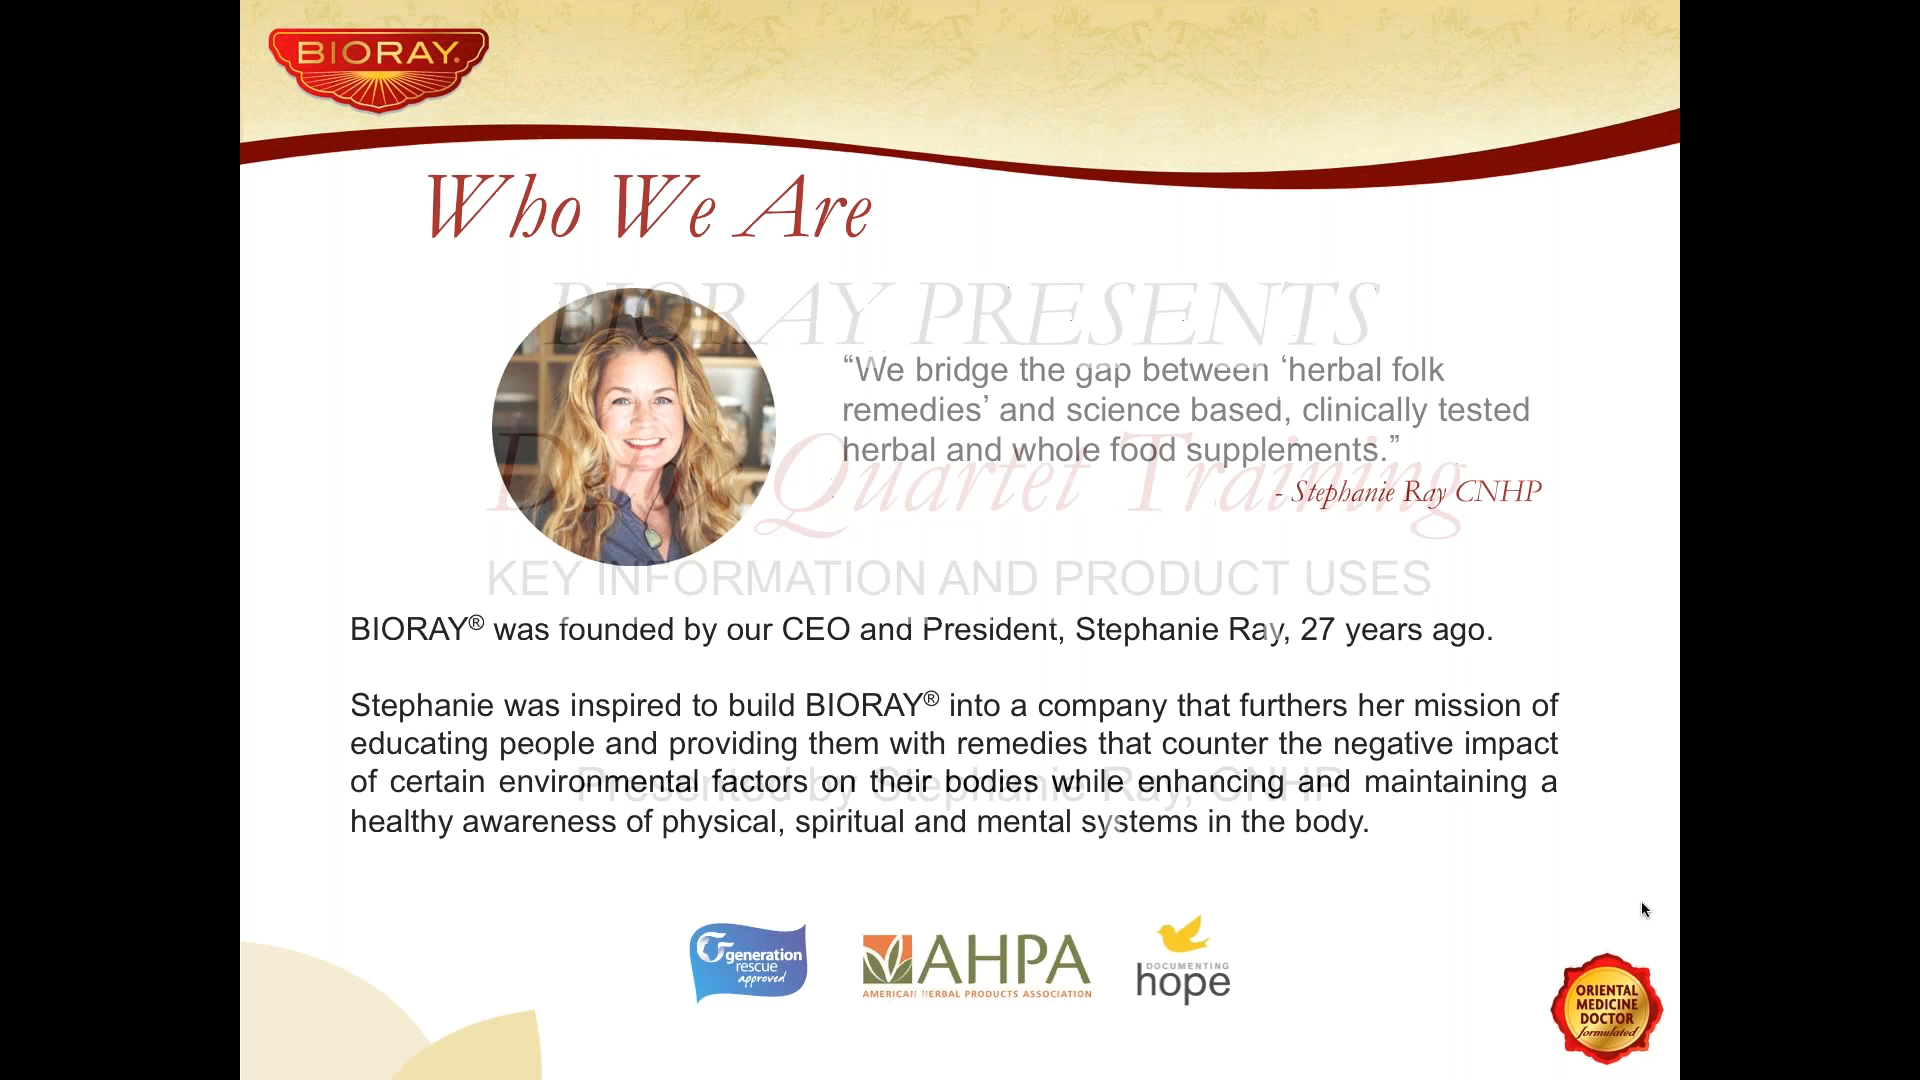 BIORAY®
Who We Are
BIORAY PRESENTS
“We bridge the gap between ‘herbal folk
remedies’ and science based, clinically tested
herbal and whole food supplements.”
Quartet Training
- Stephanie Ray CNHP
KEY INFORMATION AND PRODUCT USES
BIORAY® was founded by our CEO and President, Stephanie Ray, 27 years ago.
Stephanie was inspired to build BIORAY® into a company that furthers her mission of
educating people and providing them with remedies that counter the negative impact
of certain environmental factors on their bodies while enhancing and maintaining a
Presented by Stephanie Ray, CNHP
healthy awareness of physical, spiritual and mental systems in the body.
generation
rescue
approved
AHPA
AMERICAN HERBAL PRODUCTS ASSOCIATION
DOCUMENTING
hope
ORIENTAL
MEDICINE
DOCTOR
formulated